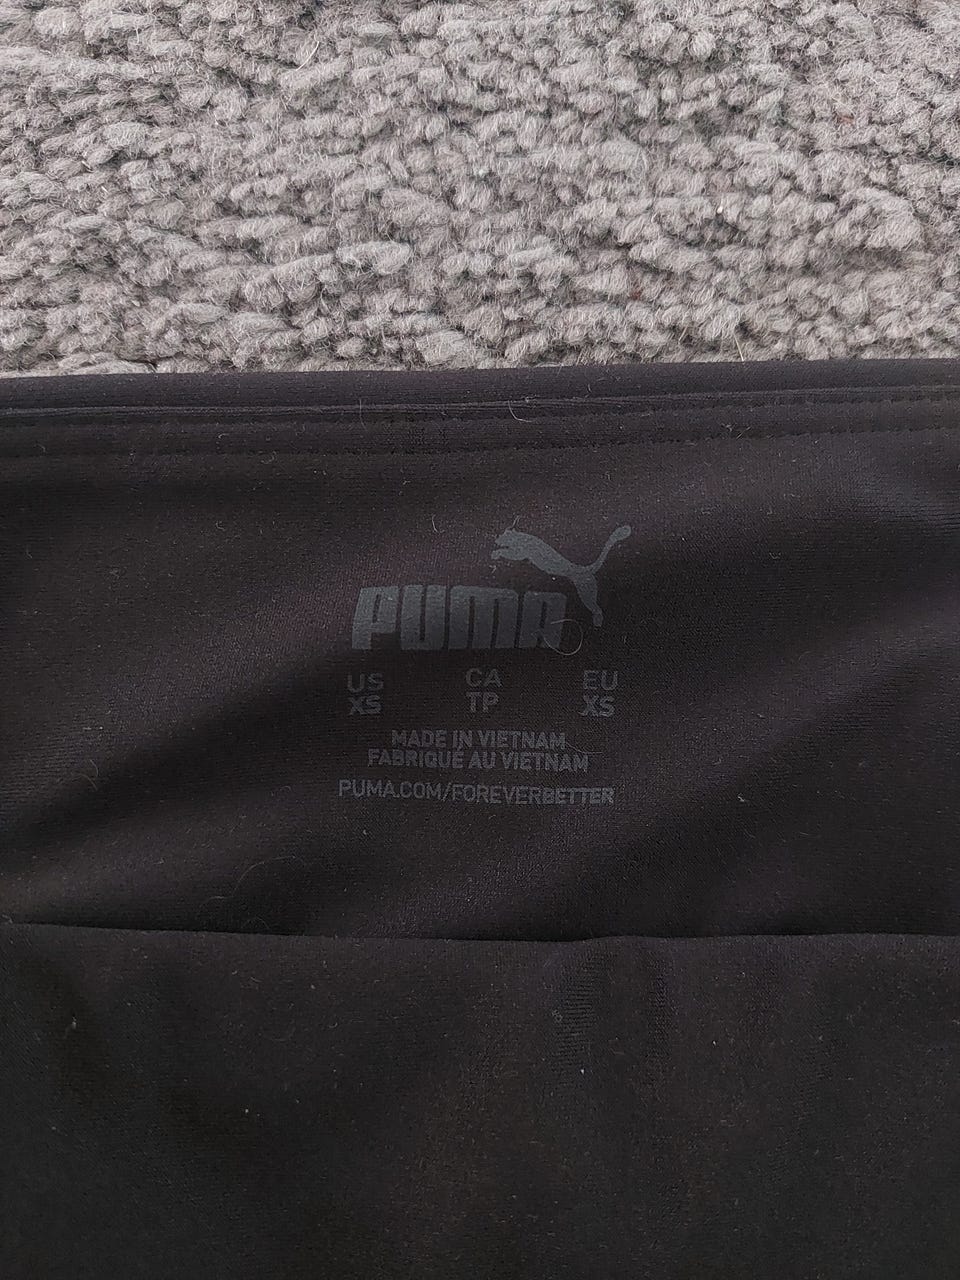 PUMA
US CA EU
XS TP XS
MADE IN VIETNAM
FABRIQUÉ AU VIETNAM
PUMA.COM/FOREVERBETTER